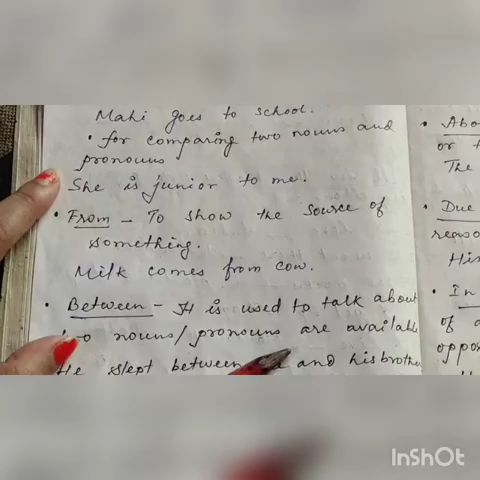 Mahi goes to school.
• for comparing two nouns and
pronouns
She is junior to me.
• From - To show the source of
something.
Milk comes from cow.
• Between - It is used to talk about
nouns/pronouns are available
He slept between and his brother
• Abo
or t
The
• Due
reaso
His
• In
of a
oppo
InShOt